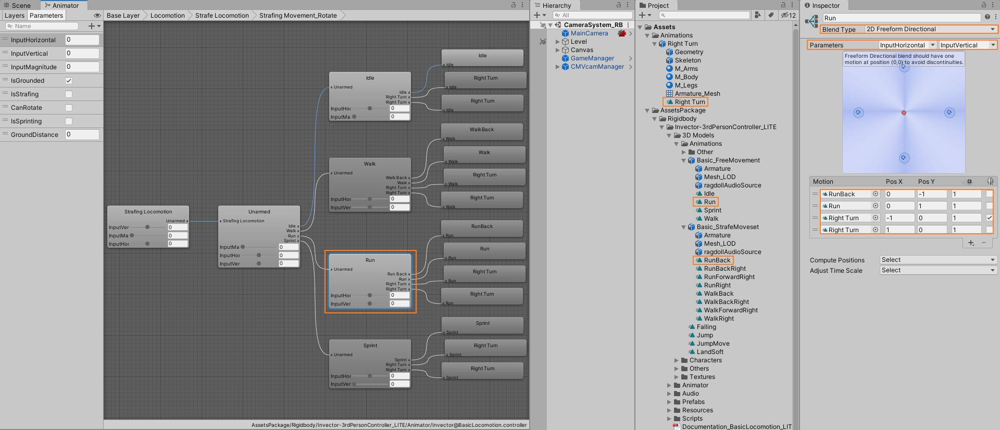 Scene
Animator
Layers
Parameters
Name
InputHorizontal 0
InputVertical 0
InputMagnitude 0
IsGrounded
IsStrafing
CanRotate
IsSprinting
GroundDistance 0
Base Layer
Locomotion
Strafe Locomotion
Strafing Movement_Rotate
Strafing Locomotion
Unarmed
InputVer 0
InputMa 0
InputHor 0
Unarmed
Strafing Locomotion
Idle
Walk
Run
Sprint
InputMa 0
InputHor 0
InputVer 0
Idle
Unarmed
Idle
Right Turn
Right Turn
InputHor 0
InputMa 0
Walk
Unarmed
Walk Back
Walk
Right Turn
Right Turn
InputHor 0
InputVer 0
Run
Unarmed
Run Back
Run
Right Turn
Right Turn
InputHor 0
InputVer 0
Sprint
Unarmed
Sprint
Right Turn
Right Turn
InputHor 0
InputVer 0
Idle
Idle
Right Turn
Idle
Right Turn
Idle
WalkBack
Walk
Walk
Walk
Right Turn
Walk
Right Turn
Walk
RunBack
Run
Run
Run
Right Turn
Run
Right Turn
Run
Sprint
Sprint
Right Turn
Sprint
Right Turn
Sprint
AssetsPackage/Rigidbody/Invector-3rdPersonController_LITE/Animator/Invector@BasicLocomotion.controller
Hierarchy
All
CameraSystem_RB
MainCamera
Level
Canvas
GameManager
CMVcamManager
Project
12
Assets
Animations
Right Turn
Geometry
Skeleton
M_Arms
M_Body
M_Legs
Armature_Mesh
Right Turn
AssetsPackage
Rigidbody
Invector-3rdPersonController_LITE
3D Models
Animations
Other
Basic_FreeMovement
Armature
Mesh_LOD
ragdollAudioSource
Idle
Run
Sprint
Walk
Basic_StrafeMoveset
Armature
Mesh_LOD
ragdollAudioSource
RunBack
RunBackRight
RunForwardRight
RunRight
WalkBack
WalkBackRight
WalkForwardRight
WalkRight
Falling
Jump
JumpMove
LandSoft
Characters
Others
Textures
Animator
Audio
Prefabs
Resources
Scripts
Documentation_BasicLocomotion_LIT
Inspector
Run
Blend Type 2D Freeform Directional
Parameters InputHorizontal InputVertical
Freeform Directional blend should have one
motion at position (0,0) to avoid discontinuities.
Motion Pos X Pos Y
RunBack 0 -1 1
Run 0 1 1
Right Turn -1 0 1
Right Turn 1 0 1
Compute Positions Select
Adjust Time Scale Select